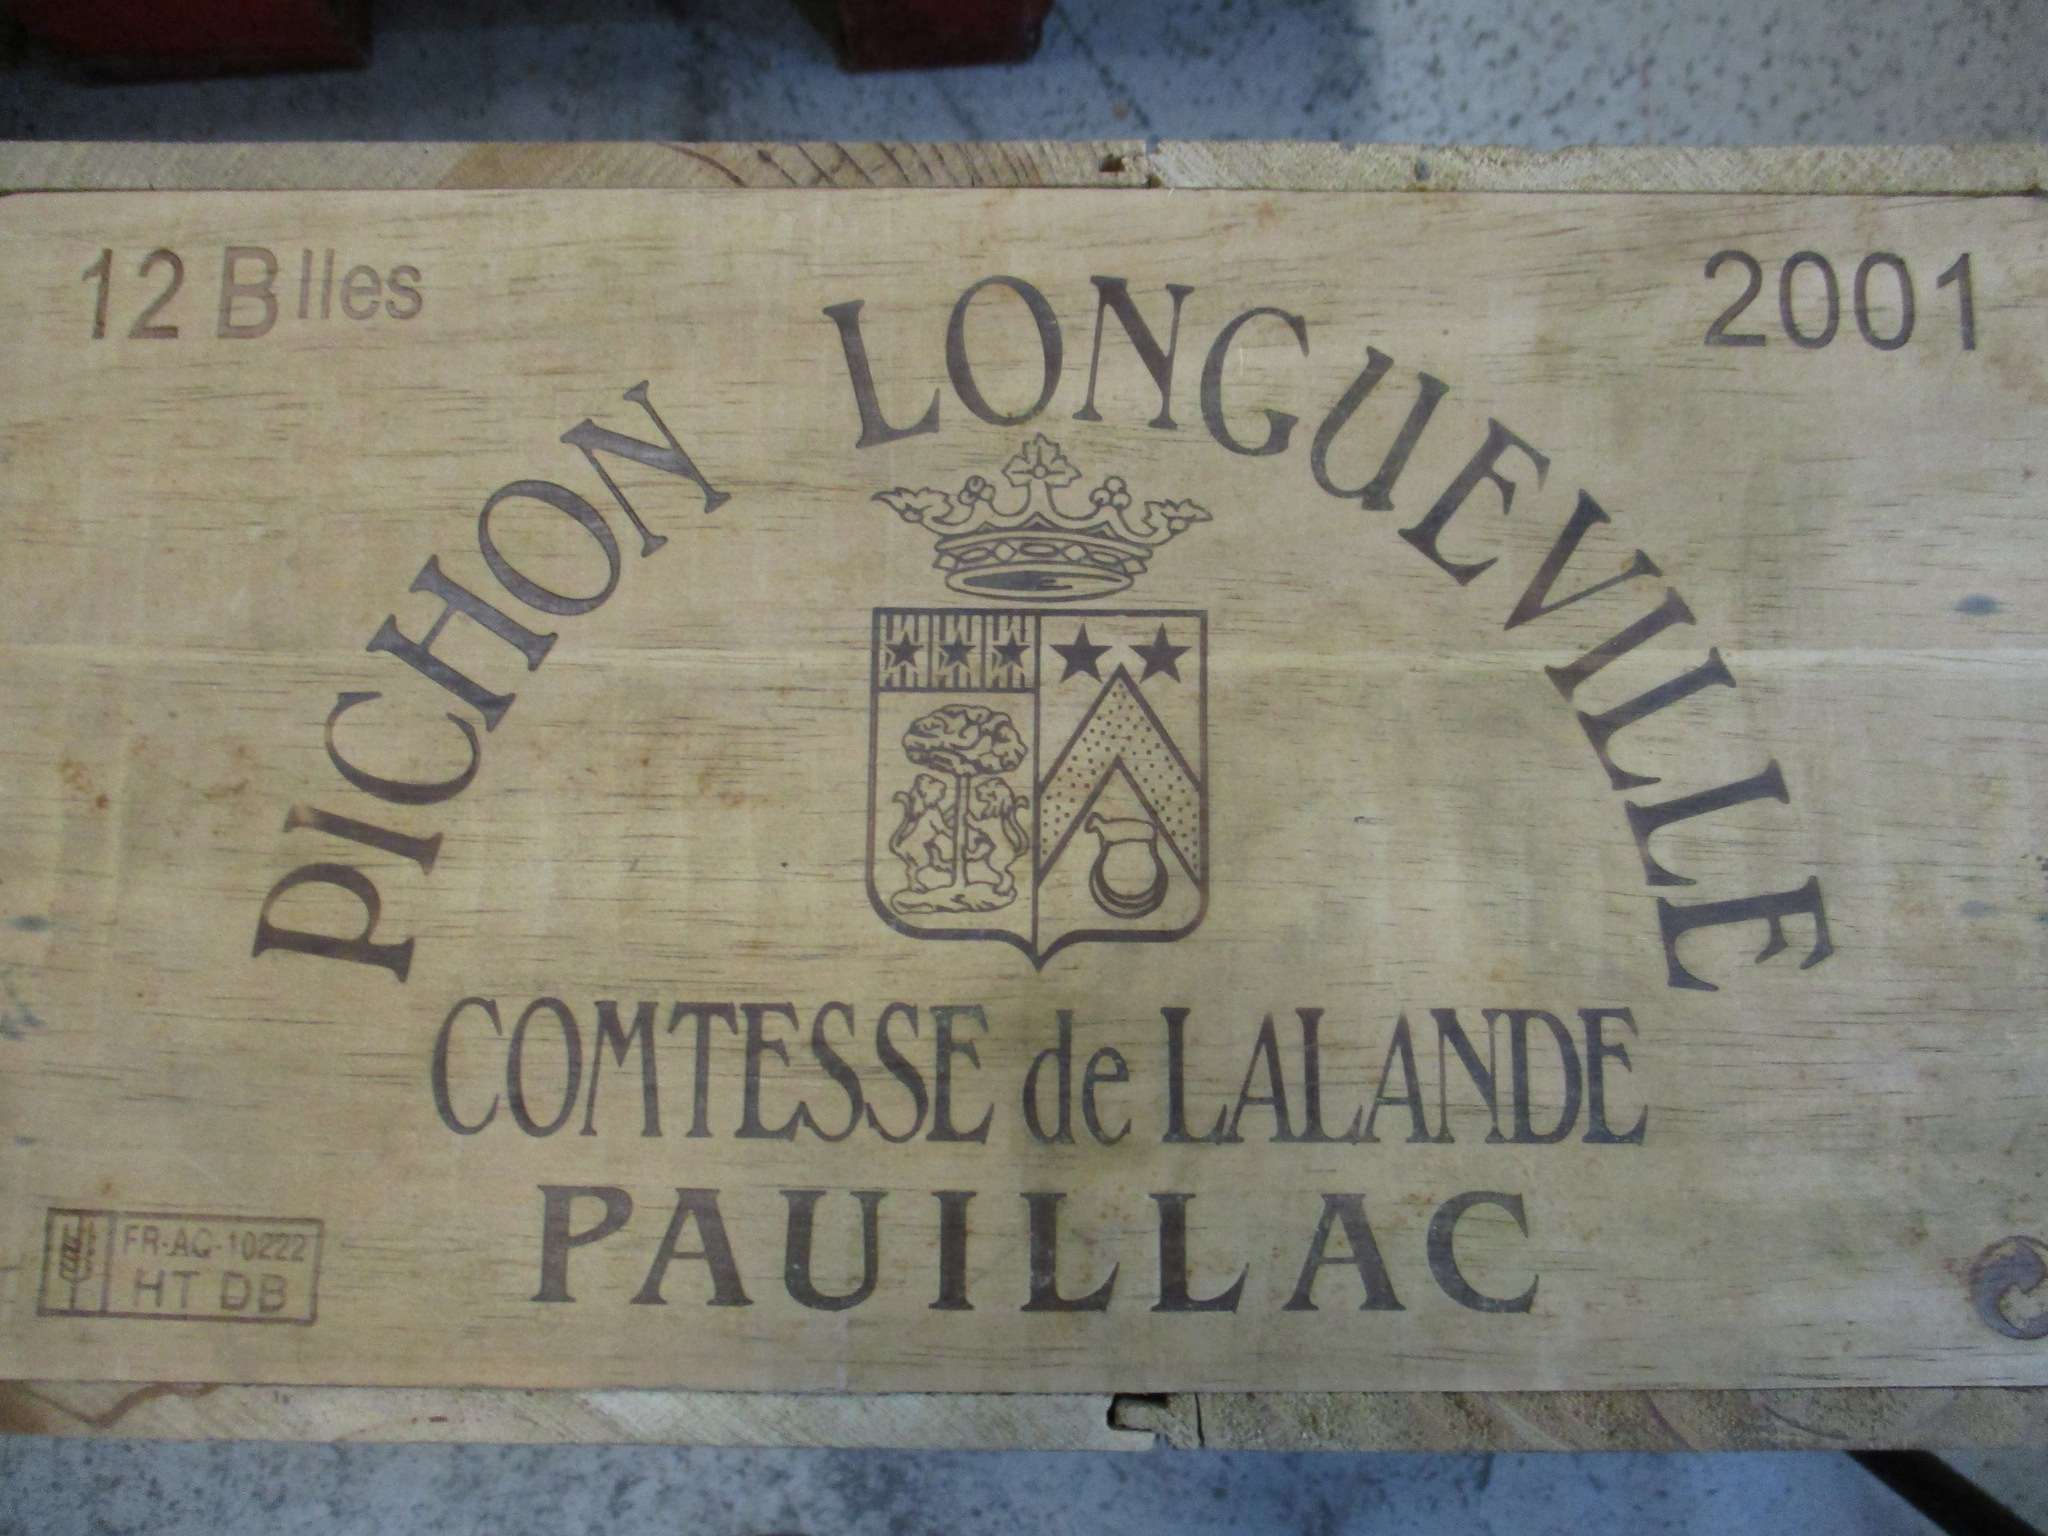 12 Blles
2001
PICHON LONGUEVILLE
COMTESSE de LALANDE
PAUILLAC
FR-AQ-10222
HT DB